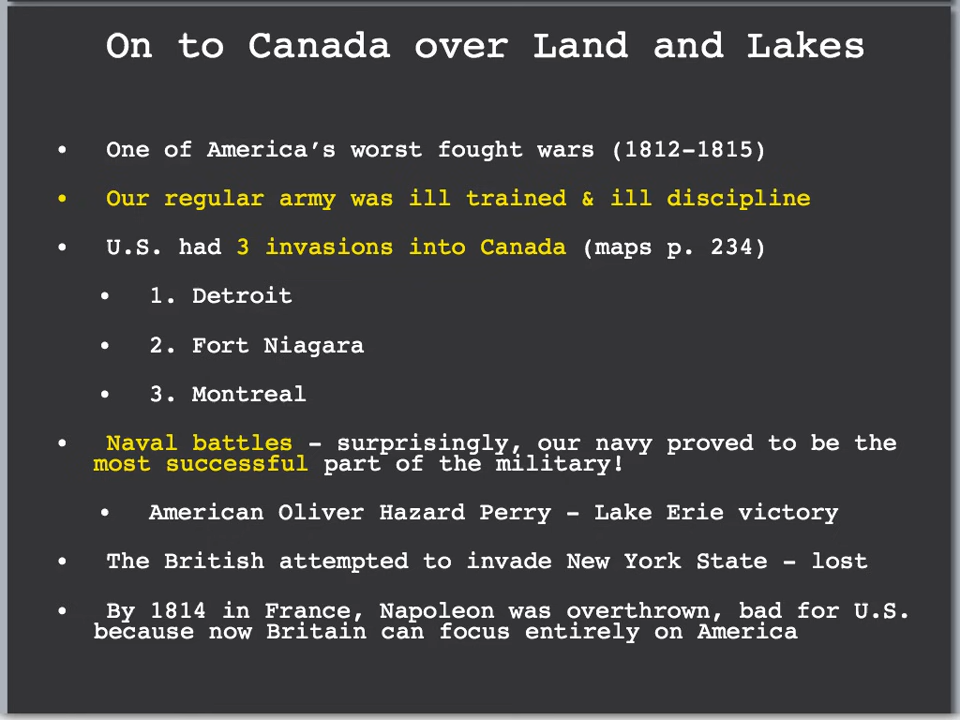 On to Canada over Land and Lakes
• One of America's worst fought wars (1812-1815)
• Our regular army was ill trained & ill discipline
• U.S. had 3 invasions into Canada (maps p. 234)
• 1. Detroit
• 2. Fort Niagara
• 3. Montreal
• Naval battles – surprisingly, our navy proved to be the
most successful part of the military!
• American Oliver Hazard Perry – Lake Erie victory
• The British attempted to invade New York State – lost
• By 1814 in France, Napoleon was overthrown, bad for U.S.
because now Britain can focus entirely on America